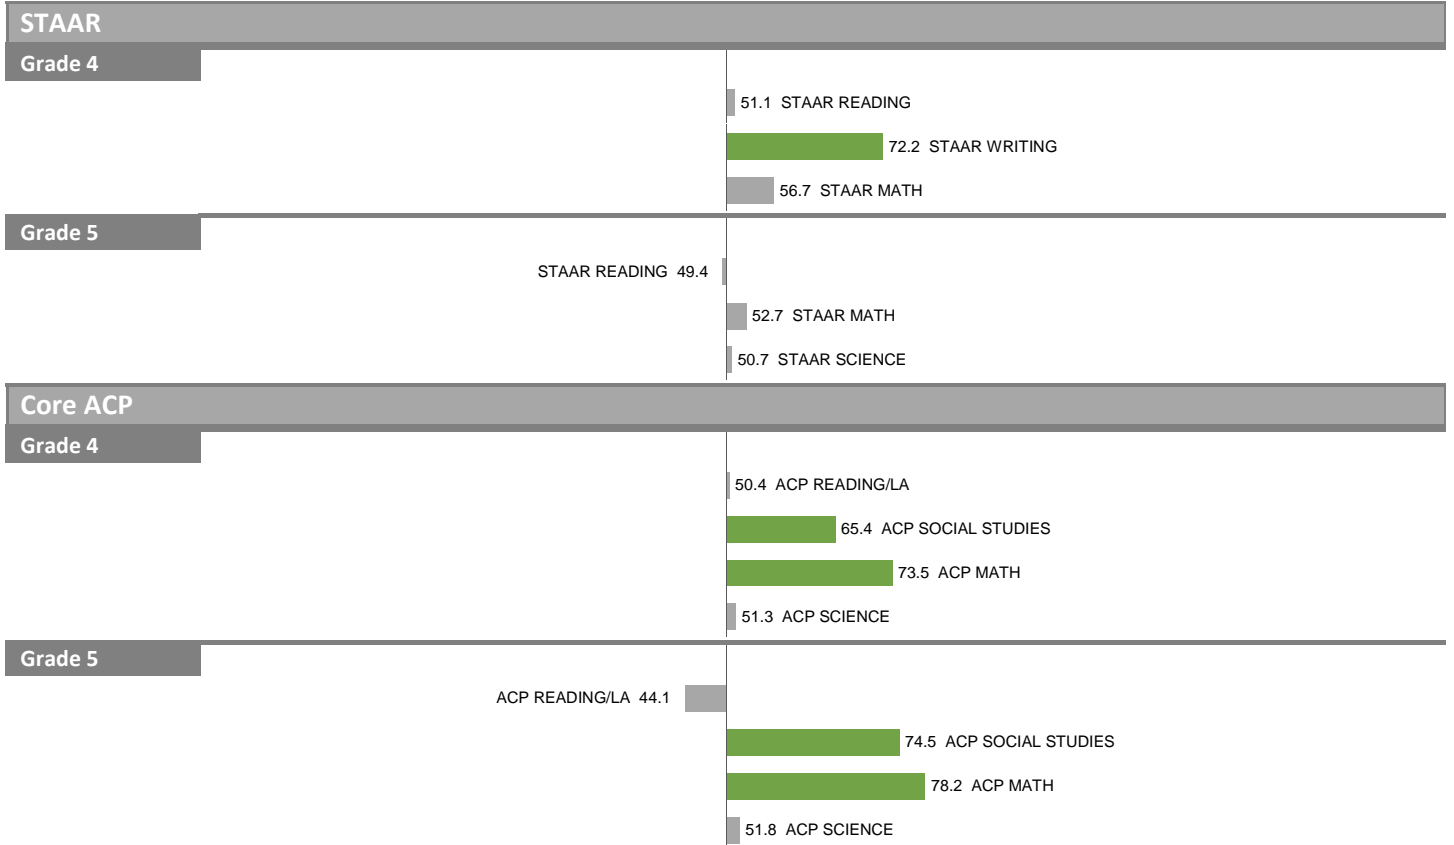 STAAR
Grade 4
51.1 STAAR READING
72.2 STAAR WRITING
56.7 STAAR MATH
Grade 5
STAAR READING 49.4
52.7 STAAR MATH
50.7 STAAR SCIENCE
Core ACP
Grade 4
50.4 ACP READING/LA
65.4 ACP SOCIAL STUDIES
73.5 ACP MATH
51.3 ACP SCIENCE
Grade 5
ACP READING/LA 44.1
74.5 ACP SOCIAL STUDIES
78.2 ACP MATH
51.8 ACP SCIENCE